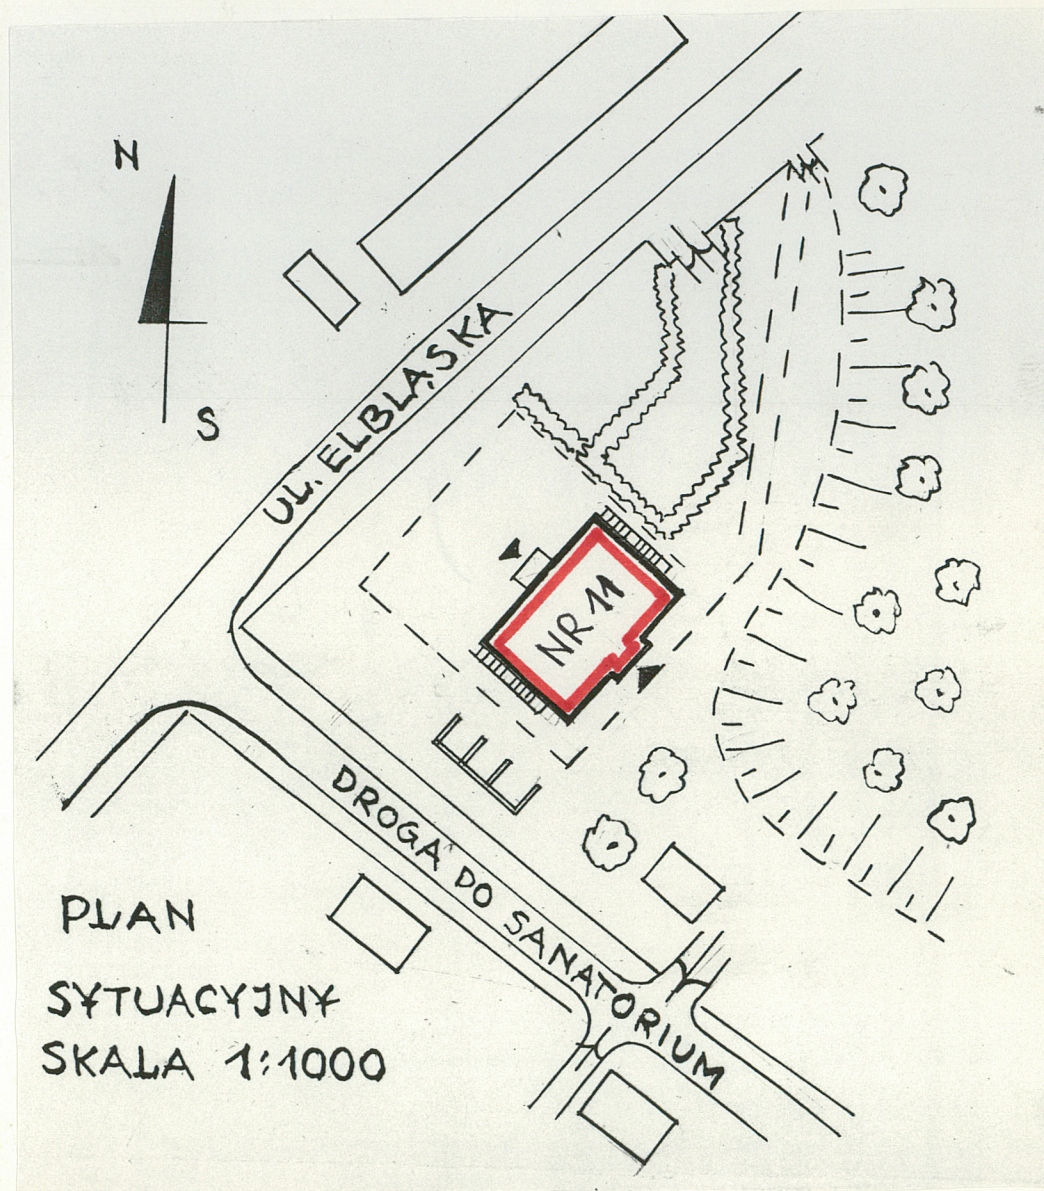 N
S
UL. ELBLĄSKA
NR 11
DROGA DO SANATORIUM
PLAN
SYTUACYJNY
SKALA 1:1000